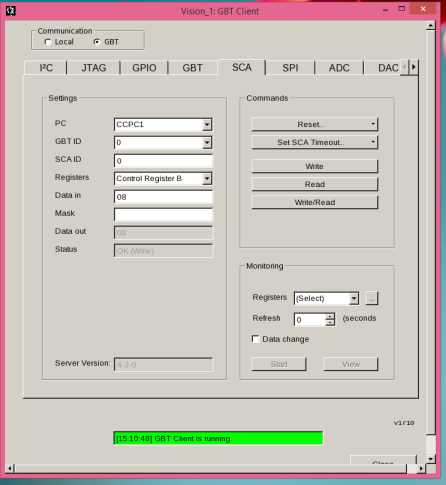 Vision_1: GBT Client
Communication
Local GBT
I²C JTAG GPIO GBT SCA SPI ADC DAC
Settings
PC CCPC1
GBT ID 0
SCA ID 0
Registers Control Register B
Data in 08
Mask
Data out 08
Status OK (Write)
Server Version: 4-2-0
Commands
Reset...
Set SCA Timeout..
Write
Read
Write/Read
Monitoring
Registers (Select) ...
Refresh 0 (seconds
Data change
Start View
v1r10
[15:10:48] GBT Client is running.
Close